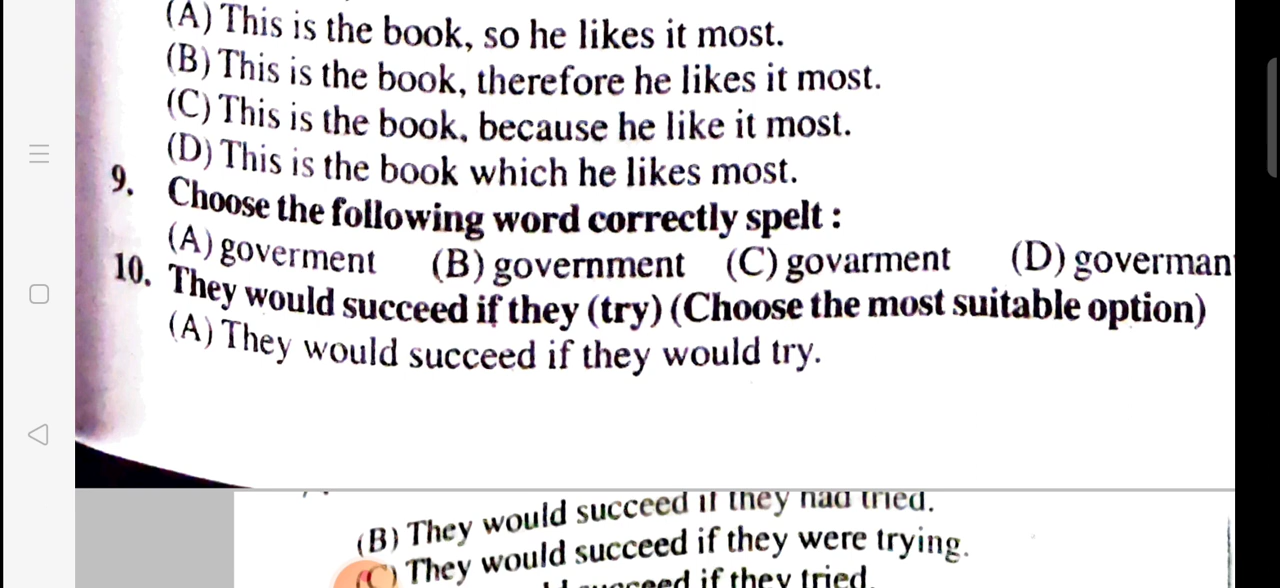 (A) This is the book, so he likes it most.
(B) This is the book, therefore he likes it most.
(C) This is the book, because he like it most.
(D) This is the book which he likes most.
9. Choose the following word correctly spelt :
(A) goverment (B) government (C) govarment (D) goverman
10. They would succeed if they (try) (Choose the most suitable option)
(A) They would succeed if they would try.
(B) They would succeed if they had tried.
(C) They would succeed if they were trying.
succeed if they tried.